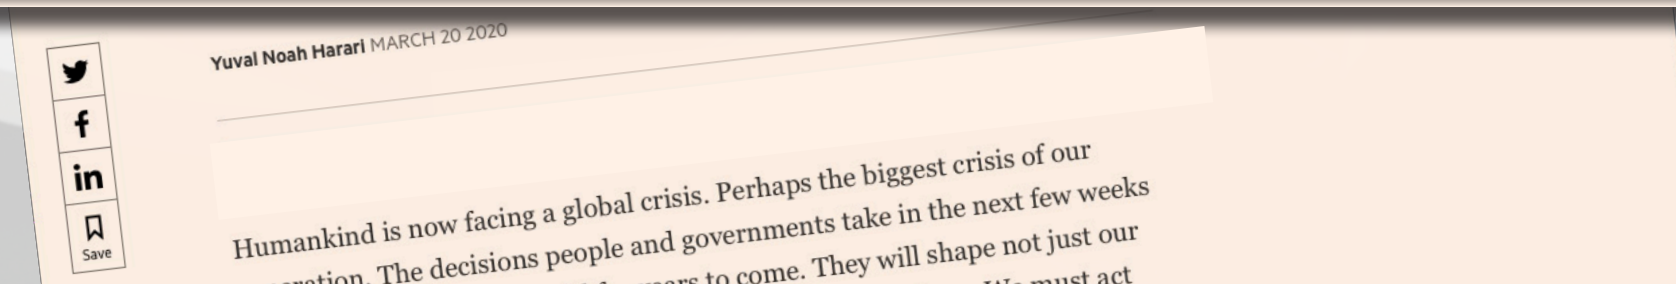 Yuval Noah Harari MARCH 20 2020
Save
Humankind is now facing a global crisis. Perhaps the biggest crisis of our
The decisions people and governments take in the next few weeks
to come. They will shape not just our
must act